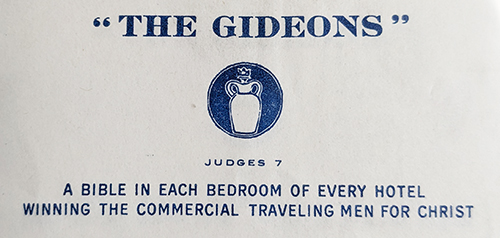 “THE GIDEONS”
JUDGES 7
A BIBLE IN EACH BEDROOM OF EVERY HOTEL
WINNING THE COMMERCIAL TRAVELING MEN FOR CHRIST